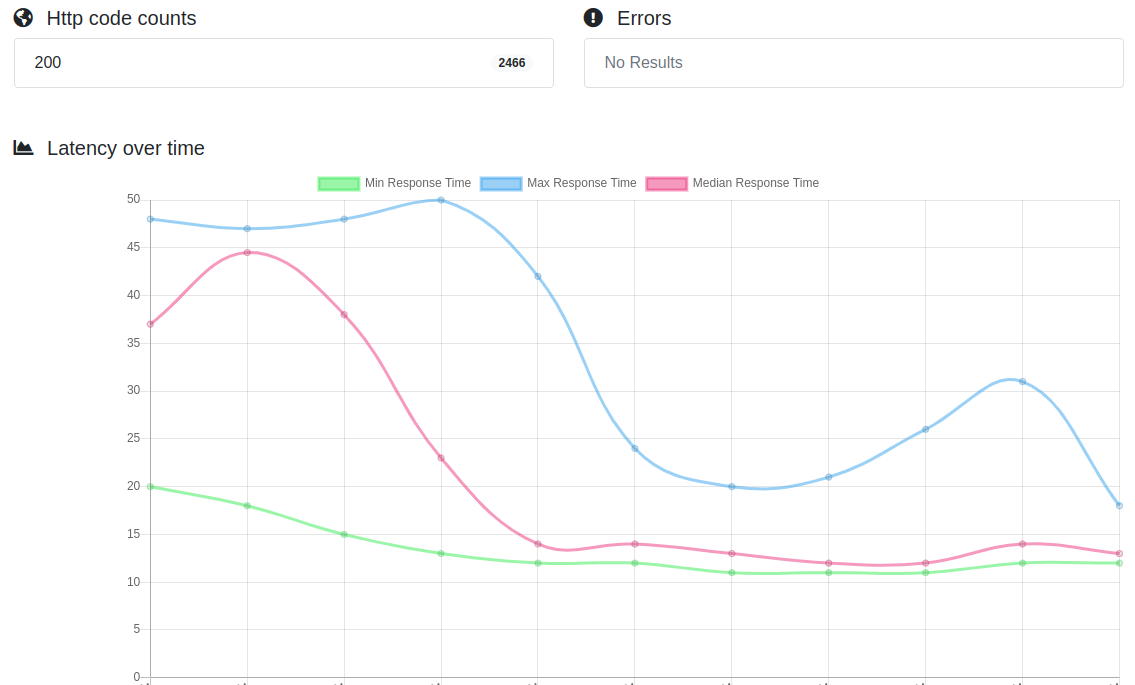 Http code counts
Errors
200 2466
No Results
Latency over time
Min Response Time Max Response Time Median Response Time
50
45
40
35
30
25
20
15
10
5
0